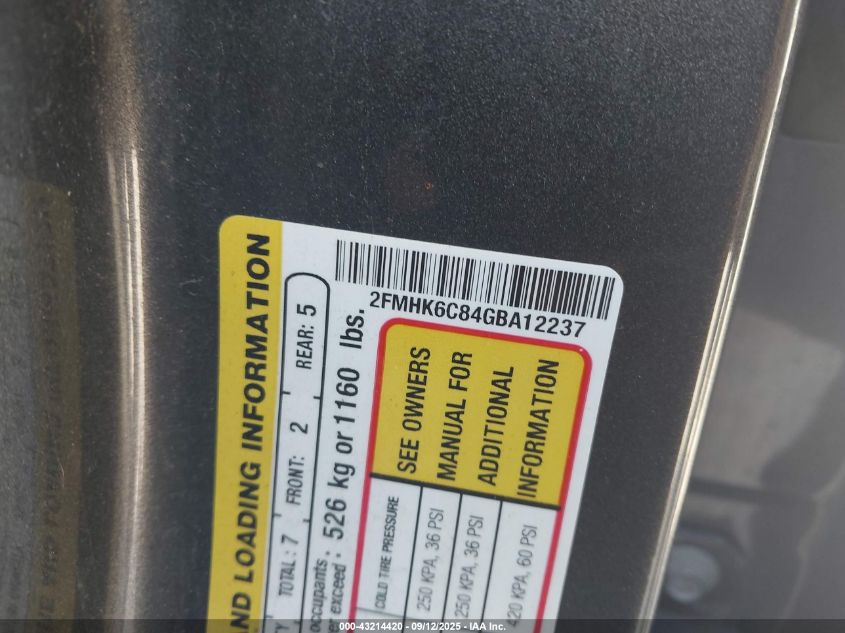 2FMHK6C84GBA12237
AND LOADING INFORMATION
TOTAL: 7 FRONT: 2 REAR: 5
occupants
exceed: 526 kg or 1160 lbs.
COLD TIRE PRESSURE
250 KPA, 36 PSI
250 KPA, 36 PSI
420 KPA, 60 PSI
SEE OWNERS
MANUAL FOR
ADDITIONAL
INFORMATION
000-43214420 - 09/12/2025 - IAA Inc.